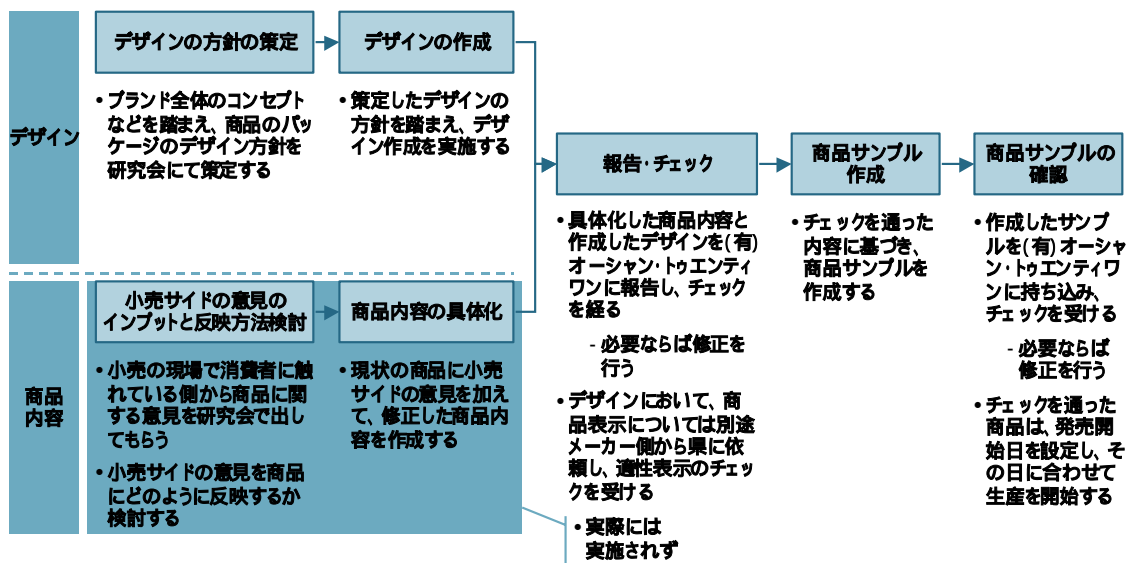 デザイン
デザインの方針の策定
• ブランド全体のコンセプト
などを踏まえ、商品のパッ
ケージのデザイン方針を
研究会にて策定する
デザインの作成
• 策定したデザインの
方針を踏まえ、デザ
イン作成を実施する
商品
内容
小売サイドの意見の
インプットと反映方法検討
• 小売の現場で消費者に触
れている側から商品に関
する意見を研究会で出し
てもらう
• 小売サイドの意見を商品
にどのように反映するか
検討する
商品内容の具体化
• 現状の商品に小売
サイドの意見を加え
て、修正した商品内
容を作成する
• 実際には
実施されず
報告・チェック
• 具体化した商品内容と
作成したデザインを(有)
オーシャン・トゥエンティ
ワンに報告し、チェック
を経る
- 必要ならば修正を
行う
• デザインにおいて、商
品表示については別途
メーカー側から県に依
頼し、適性表示のチェッ
クを受ける
商品サンプル
作成
• チェックを通った
内容に基づき、
商品サンプルを
作成する
商品サンプルの
確認
• 作成したサンプ
ルを(有)オーシャ
ン・トゥエンティワ
ンに持ち込み、
チェックを受ける
- 必要ならば
修正を行う
• チェックを通った
商品は、発売開
始日を設定し、そ
の日に合わせて
生産を開始する